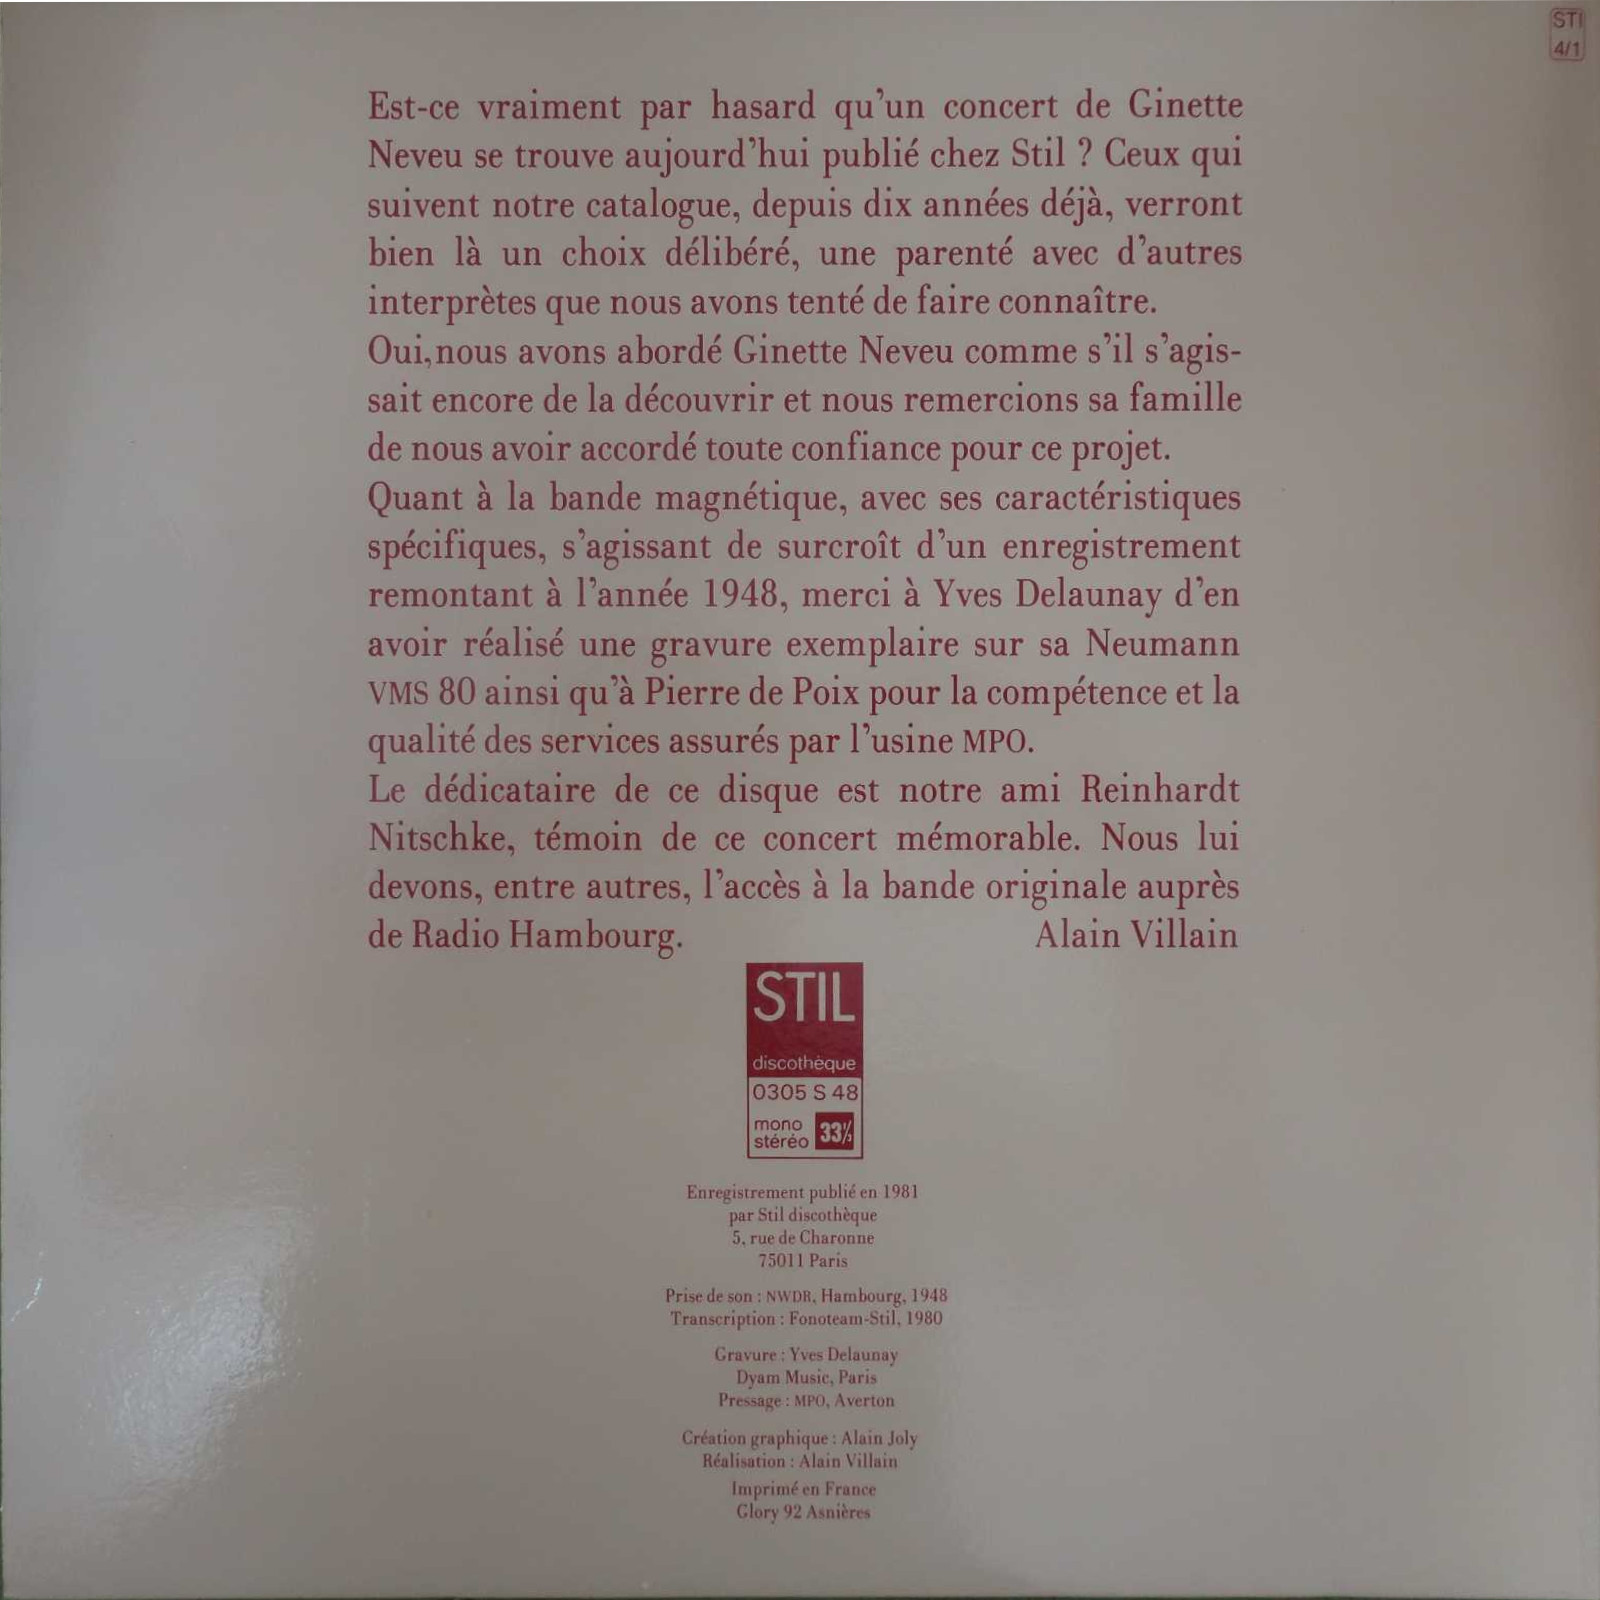 STI
4/1
Est-ce vraiment par hasard qu'un concert de Ginette
Neveu se trouve aujourd'hui publié chez Stil ? Ceux qui
suivent notre catalogue, depuis dix années déjà, verront
bien là un choix délibéré, une parenté avec d'autres
interprètes que nous avons tenté de faire connaître.
Oui,nous avons abordé Ginette Neveu comme s'il s'agis-
sait encore de la découvrir et nous remercions sa famille
de nous avoir accordé toute confiance pour ce projet.
Quant à la bande magnétique, avec ses caractéristiques
spécifiques, s'agissant de surcroît d'un enregistrement
remontant à l'année 1948, merci à Yves Delaunay d'en
avoir réalisé une gravure exemplaire sur sa Neumann
VMS 80 ainsi qu'à Pierre de Poix pour la compétence et la
qualité des services assurés par l'usine MPO.
Le dédicataire de ce disque est notre ami Reinhardt
Nitschke, témoin de ce concert mémorable. Nous lui
devons, entre autres, l'accès à la bande originale auprès
de Radio Hambourg. Alain Villain
STIL
discothèque
0305 S 48
mono
stéréo 33⅓
Enregistrement publié en 1981
par Stil discothèque
5, rue de Charonne
75011 Paris
Prise de son : NWDR, Hambourg, 1948
Transcription : Fonoteam-Stil, 1980
Gravure : Yves Delaunay
Dyam Music, Paris
Pressage : MPO, Averton
Création graphique : Alain Joly
Réalisation : Alain Villain
Imprimé en France
Glory 92 Asnières